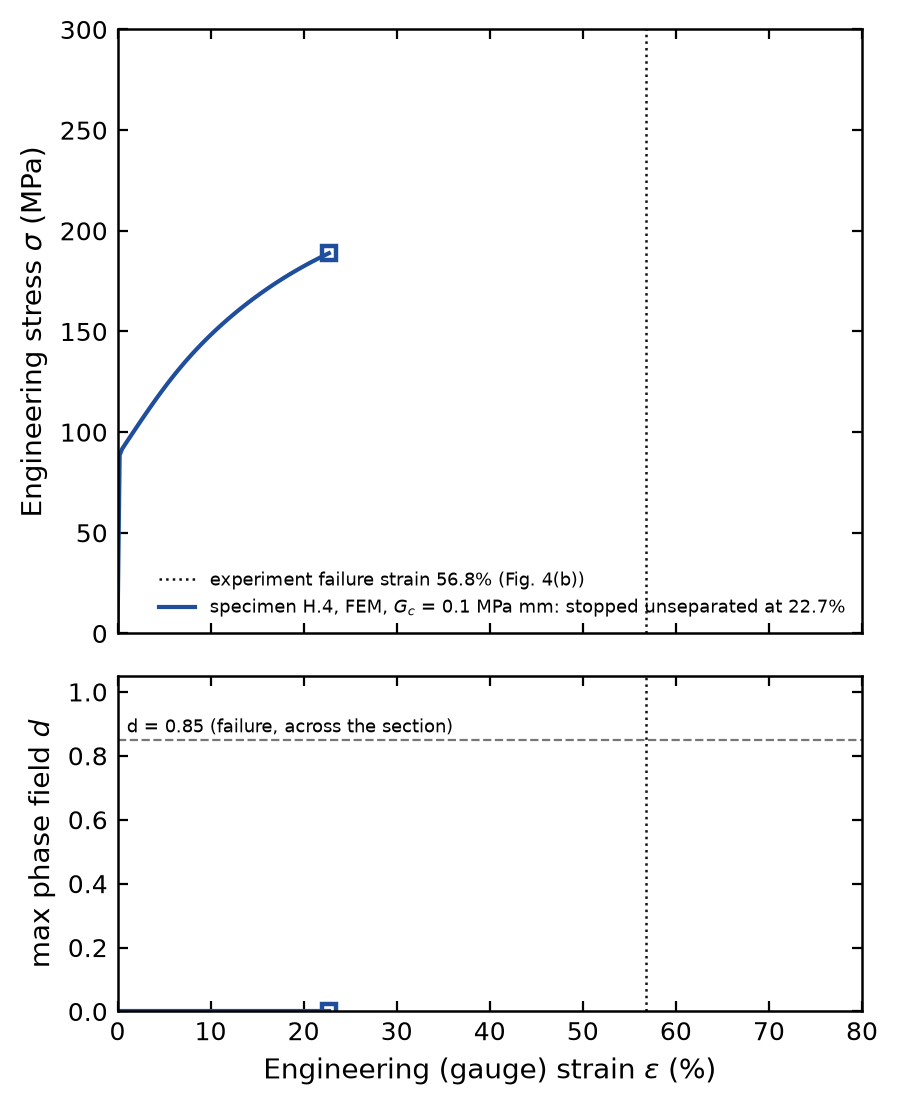 300
250
200
150
100
50
0
Engineering stress σ (MPa)
experiment failure strain 56.8% (Fig. 4(b))
specimen H.4, FEM, G_c = 0.1 MPa mm: stopped unseparated at 22.7%
1.0
0.8
0.6
0.4
0.2
0.0
max phase field d
d = 0.85 (failure, across the section)
0 10 20 30 40 50 60 70 80
Engineering (gauge) strain ε (%)